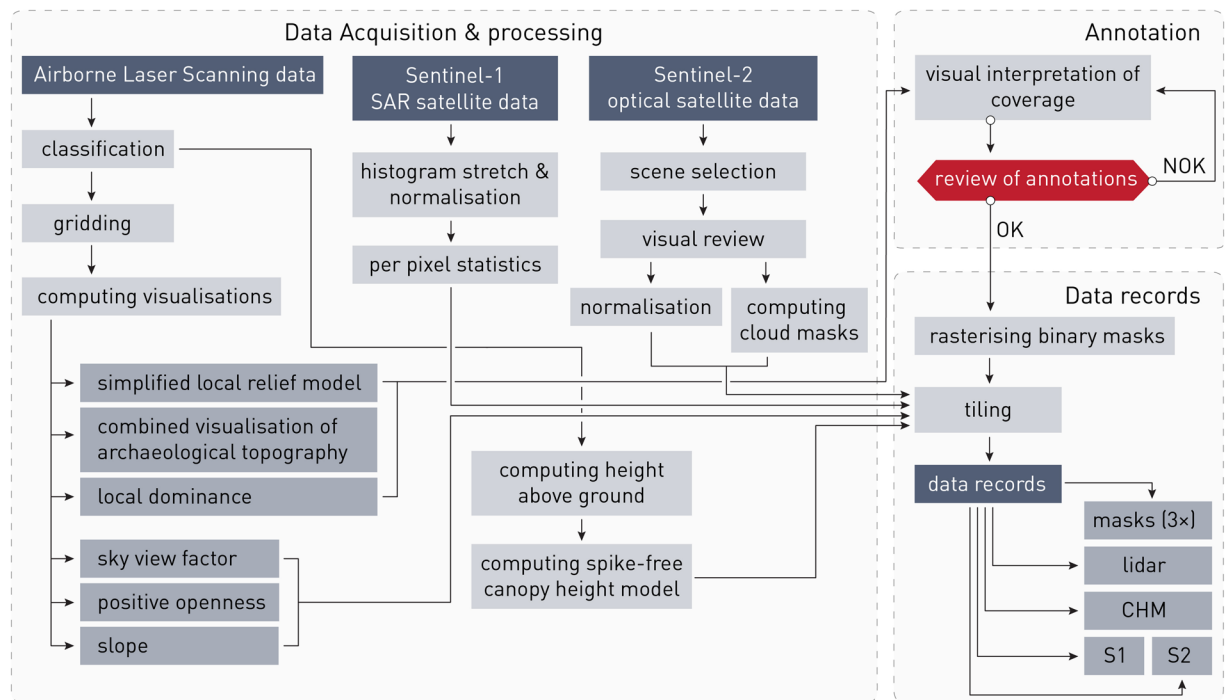 Data Acquisition & processing
Airborne Laser Scanning data
classification
gridding
computing visualisations
simplified local relief model
combined visualisation of
archaeological topography
local dominance
sky view factor
positive openness
slope
Sentinel-1
SAR satellite data
histogram stretch &
normalisation
per pixel statistics
Sentinel-2
optical satellite data
scene selection
visual review
normalisation
computing
cloud masks
computing height
above ground
computing spike-free
canopy height model
Annotation
visual interpretation of
coverage
review of annotations
NOK
OK
Data records
rasterising binary masks
tiling
data records
masks (3×)
lidar
CHM
S1
S2